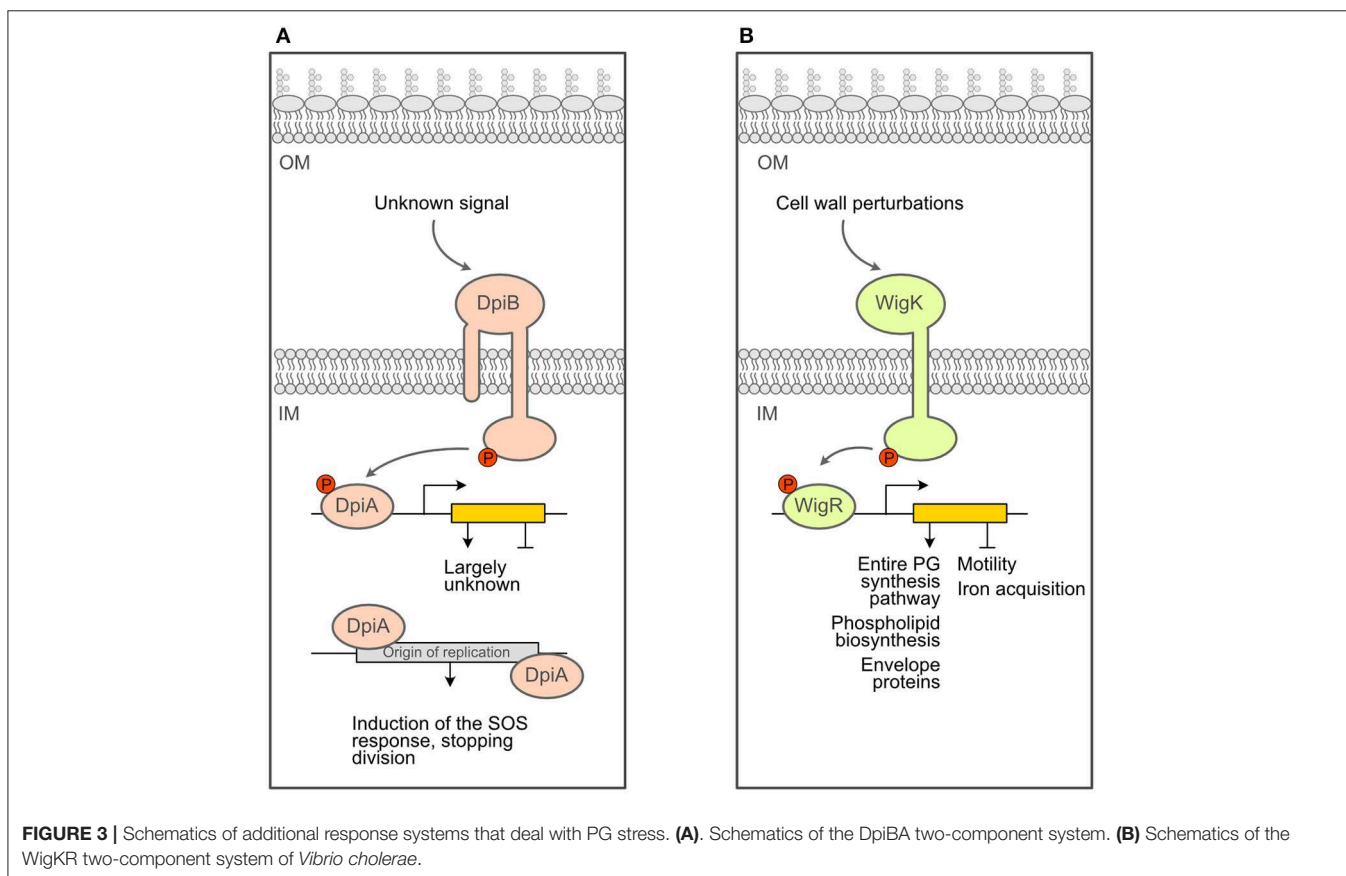 A
OM
Unknown signal
DpiB
IM
P
P
DpiA
Largely
unknown
DpiA
Origin of replication
DpiA
Induction of the SOS
response, stopping
division
B
OM
Cell wall perturbations
WigK
IM
P
P
WigR
Entire PG
synthesis
pathway
Phospholipid
biosynthesis
Envelope
proteins
Motility
Iron acquisition
FIGURE 3 | Schematics of additional response systems that deal with PG stress. (A). Schematics of the DpiBA two-component system. (B) Schematics of the
WigKR two-component system of Vibrio cholerae.